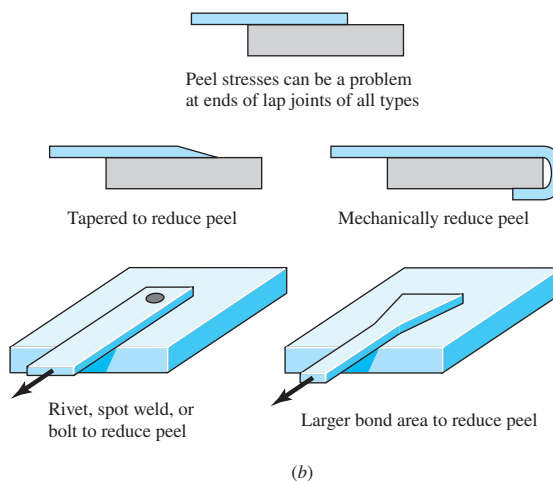 Peel stresses can be a problem
at ends of lap joints of all types
Tapered to reduce peel
Mechanically reduce peel
Rivet, spot weld, or
bolt to reduce peel
Larger bond area to reduce peel
(b)